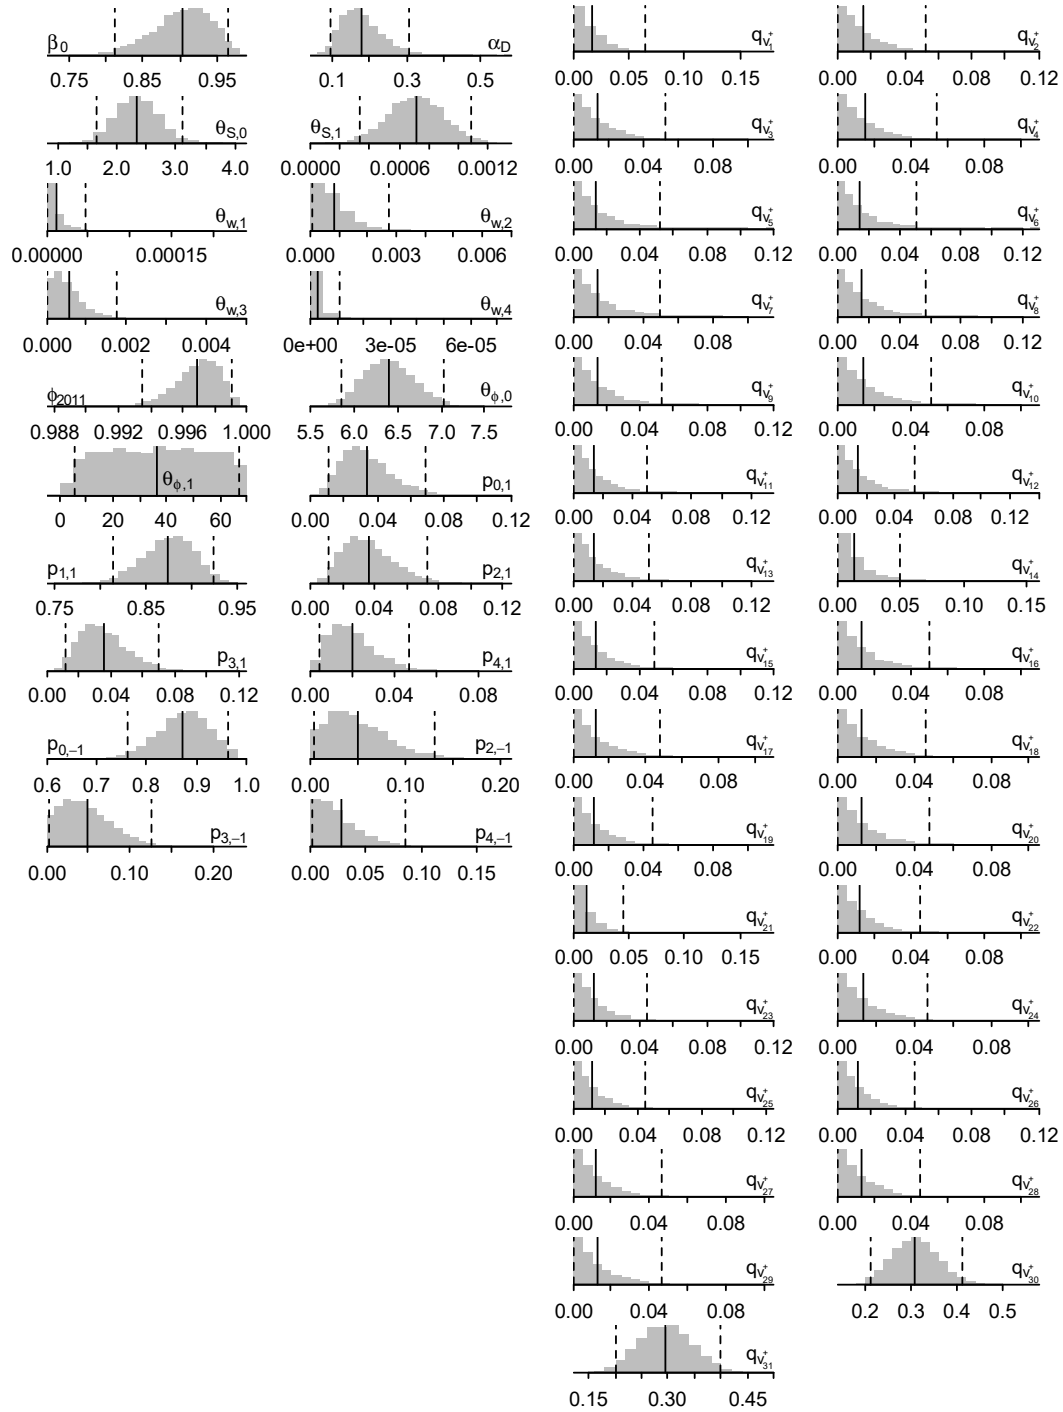 β0 αD qV1+ qV2+
0.75 0.85 0.95 0.1 0.3 0.5 0.00 0.05 0.10 0.15 0.00 0.04 0.08 0.12
θS,0 θS,1 qV3+ qV4+
1.0 2.0 3.0 4.0 0.0000 0.0006 0.0012 0.00 0.04 0.08 0.00 0.04 0.08
θw,1 θw,2 qV5+ qV6+
0.00000 0.00015 0.000 0.003 0.006 0.00 0.04 0.08 0.12 0.00 0.04 0.08 0.12
θw,3 θw,4 qV7+ qV8+
0.000 0.002 0.004 0e+00 3e-05 6e-05 0.00 0.04 0.08 0.00 0.04 0.08 0.12
ϕ2011 θϕ,0 qV9+ qV10+
0.988 0.992 0.996 1.000 5.5 6.0 6.5 7.0 7.5 0.00 0.04 0.08 0.12 0.00 0.04 0.08
θϕ,1 p0,1 qV11+ qV12+
0 20 40 60 0.00 0.04 0.08 0.12 0.00 0.04 0.08 0.12 0.00 0.04 0.08 0.12
p1,1 p2,1 qV13+ qV14+
0.75 0.85 0.95 0.00 0.04 0.08 0.12 0.00 0.04 0.08 0.12 0.00 0.05 0.10 0.15
p3,1 p4,1 qV15+ qV16+
0.00 0.04 0.08 0.12 0.00 0.04 0.08 0.00 0.04 0.08 0.12 0.00 0.04 0.08
p0,−1 p2,−1 qV17+ qV18+
0.6 0.7 0.8 0.9 1.0 0.00 0.10 0.20 0.00 0.04 0.08 0.00 0.04 0.08
p3,−1 p4,−1 qV19+ qV20+
0.00 0.10 0.20 0.00 0.05 0.10 0.15 0.00 0.04 0.08 0.00 0.04 0.08
qV21+ qV22+
0.00 0.05 0.10 0.15 0.00 0.04 0.08
qV23+ qV24+
0.00 0.04 0.08 0.12 0.00 0.04 0.08
qV25+ qV26+
0.00 0.04 0.08 0.12 0.00 0.04 0.08 0.12
qV27+ qV28+
0.00 0.04 0.08 0.00 0.04 0.08
qV29+ qV30+
0.00 0.04 0.08 0.2 0.3 0.4 0.5
qV31+
0.15 0.30 0.45